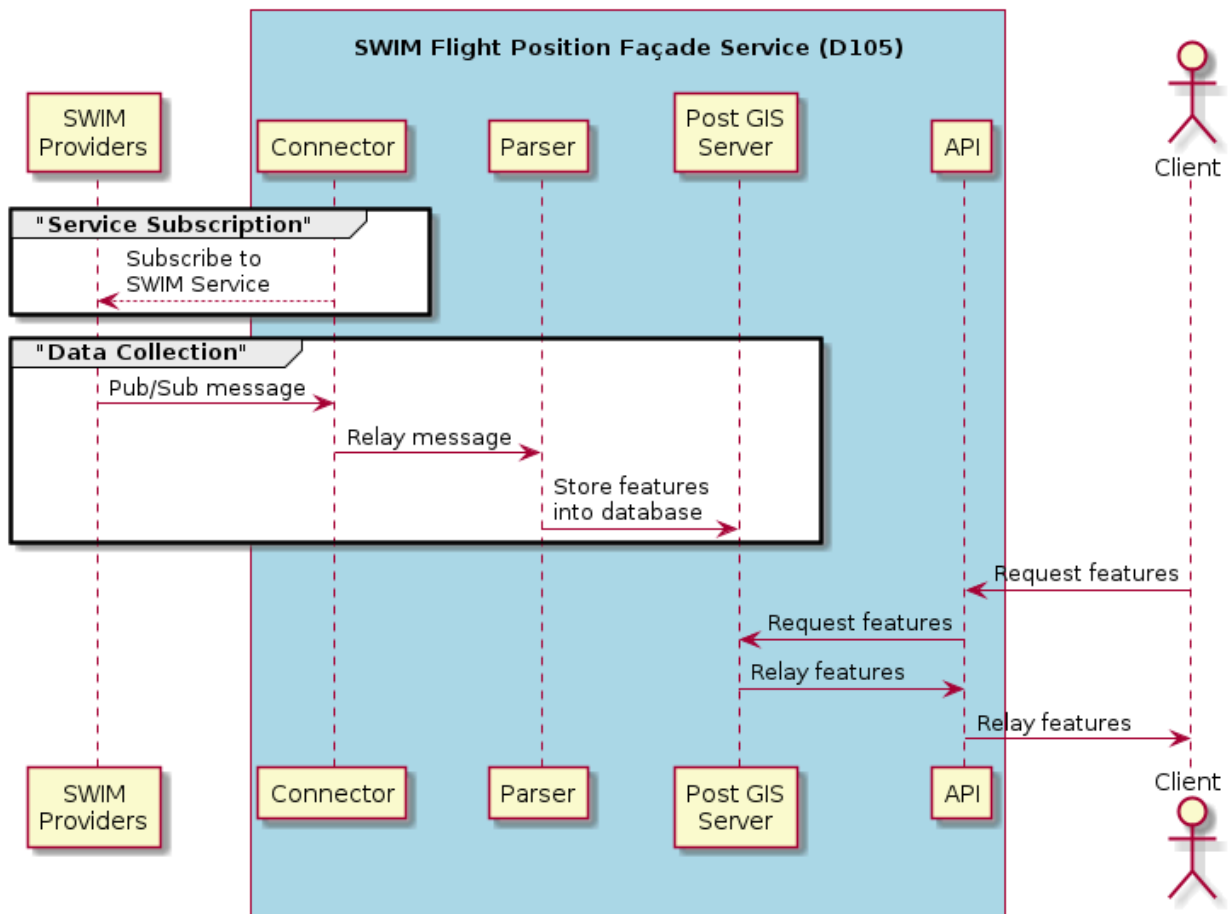 SWIM Flight Position Façade Service (D105)
SWIM
Providers
Connector
Parser
Post GIS
Server
API
Client
"Service Subscription"
Subscribe to
SWIM Service
"Data Collection"
Pub/Sub message
Relay message
Store features
into database
Request features
Request features
Relay features
Relay features
SWIM
Providers
Connector
Parser
Post GIS
Server
API
Client